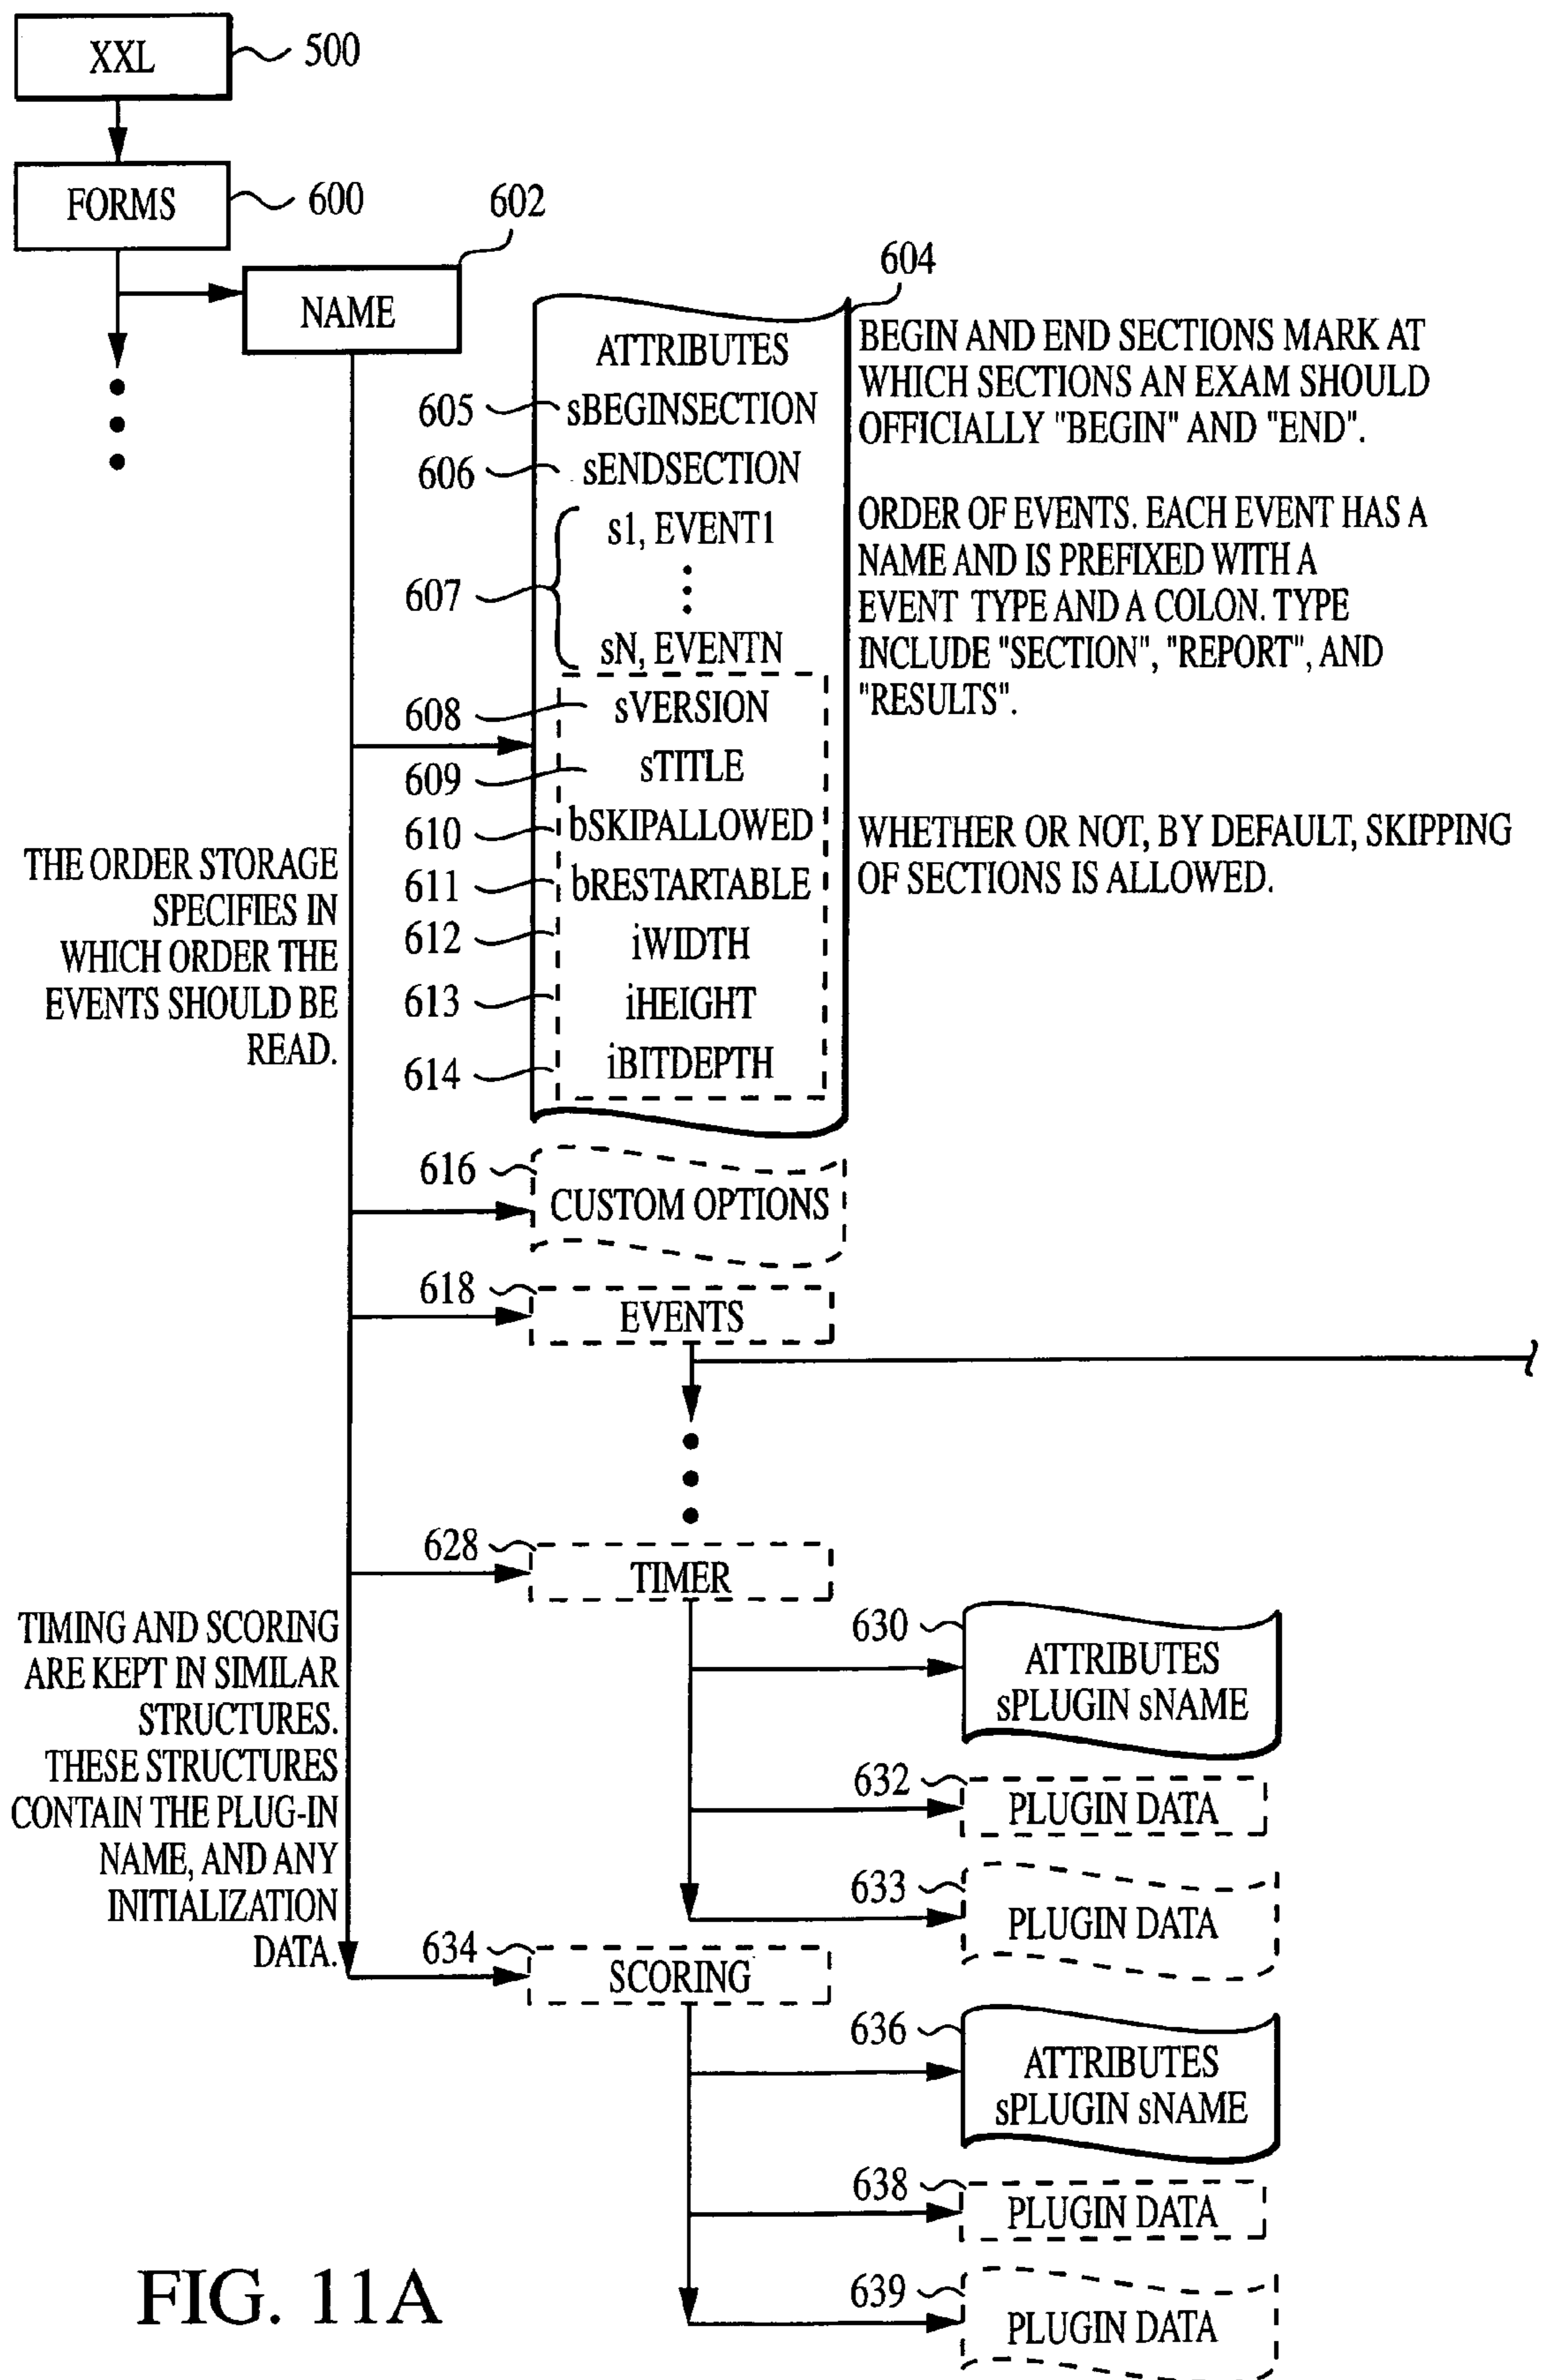 XXL
500
FORMS
600
602
NAME
604
ATTRIBUTES
605
sBEGINSECTION
606
sENDSECTION
s1, EVENT1
607
sN, EVENTN
608
sVERSION
609
sTITLE
610
bSKIPALLOWED
611
bRESTARTABLE
612
iWIDTH
613
iHEIGHT
614
iBITDEPTH
BEGIN AND END SECTIONS MARK AT
WHICH SECTIONS AN EXAM SHOULD
OFFICIALLY "BEGIN" AND "END".
ORDER OF EVENTS. EACH EVENT HAS A
NAME AND IS PREFIXED WITH A
EVENT TYPE AND A COLON. TYPE
INCLUDE "SECTION", "REPORT", AND
"RESULTS".
WHETHER OR NOT, BY DEFAULT, SKIPPING
OF SECTIONS IS ALLOWED.
THE ORDER STORAGE
SPECIFIES IN
WHICH ORDER THE
EVENTS SHOULD BE
READ.
616
CUSTOM OPTIONS
618
EVENTS
628
TIMER
630
ATTRIBUTES
sPLUGIN sNAME
632
PLUGIN DATA
633
PLUGIN DATA
TIMING AND SCORING
ARE KEPT IN SIMILAR
STRUCTURES.
THESE STRUCTURES
CONTAIN THE PLUG-IN
NAME, AND ANY
INITIALIZATION
DATA.
634
SCORING
636
ATTRIBUTES
sPLUGIN sNAME
638
PLUGIN DATA
639
PLUGIN DATA
FIG. 11A